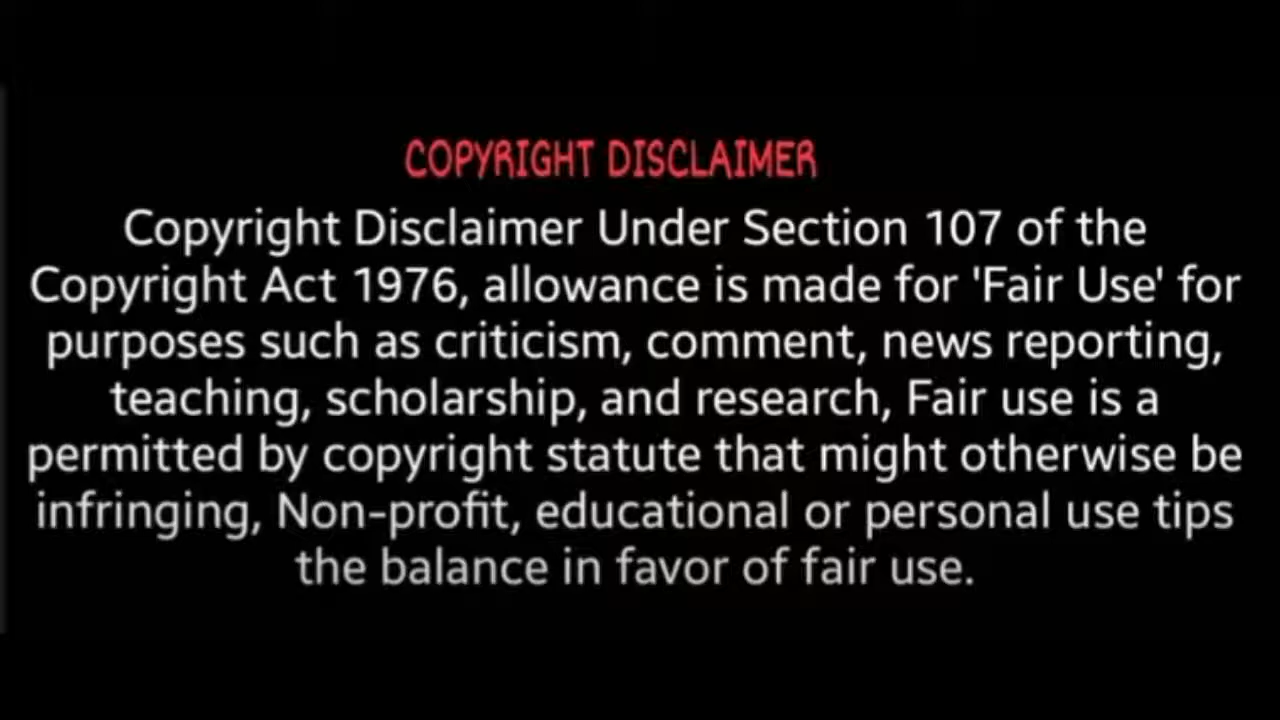 COPYRIGHT DISCLAIMER
Copyright Disclaimer Under Section 107 of the
Copyright Act 1976, allowance is made for 'Fair Use' for
purposes such as criticism, comment, news reporting,
teaching, scholarship, and research, Fair use is a
permitted by copyright statute that might otherwise be
infringing, Non-profit, educational or personal use tips
the balance in favor of fair use.